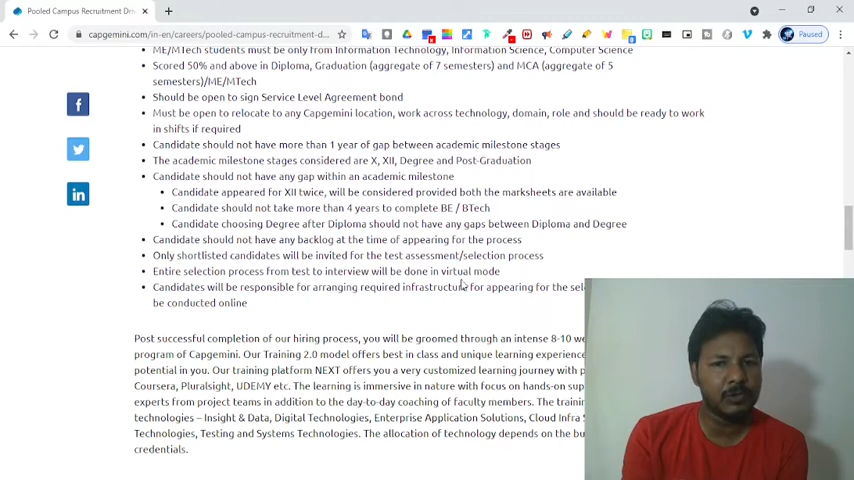 Pooled Campus Recruitment Driv
capgemini.com/in-en/careers/pooled-campus-recruitment-d...
Paused
ME/MTech students must be only from Information Technology, Information Science, Computer Science
Scored 50% and above in Diploma, Graduation (aggregate of 7 semesters) and MCA (aggregate of 5
semesters)/ME/MTech
Should be open to sign Service Level Agreement bond
Must be open to relocate to any Capgemini location, work across technology, domain, role and should be ready to work
in shifts if required
Candidate should not have more than 1 year of gap between academic milestone stages
The academic milestone stages considered are X, XII, Degree and Post-Graduation
Candidate should not have any gap within an academic milestone
Candidate appeared for XII twice, will be considered provided both the marksheets are available
Candidate should not take more than 4 years to complete BE / BTech
Candidate choosing Degree after Diploma should not have any gaps between Diploma and Degree
Candidate should not have any backlog at the time of appearing for the process
Only shortlisted candidates will be invited for the test assessment/selection process
Entire selection process from test to interview will be done in virtual mode
Candidates will be responsible for arranging required infrastructure for appearing for the sele
be conducted online
Post successful completion of our hiring process, you will be groomed through an intense 8-10 we
program of Capgemini. Our Training 2.0 model offers best in class and unique learning experience
potential in you. Our training platform NEXT offers you a very customized learning journey with p
Coursera, Pluralsight, UDEMY etc. The learning is immersive in nature with focus on hands-on sup
experts from project teams in addition to the day-to-day coaching of faculty members. The training
technologies – Insight & Data, Digital Technologies, Enterprise Application Solutions, Cloud Infra S
Technologies, Testing and Systems Technologies. The allocation of technology depends on the bu
credentials.